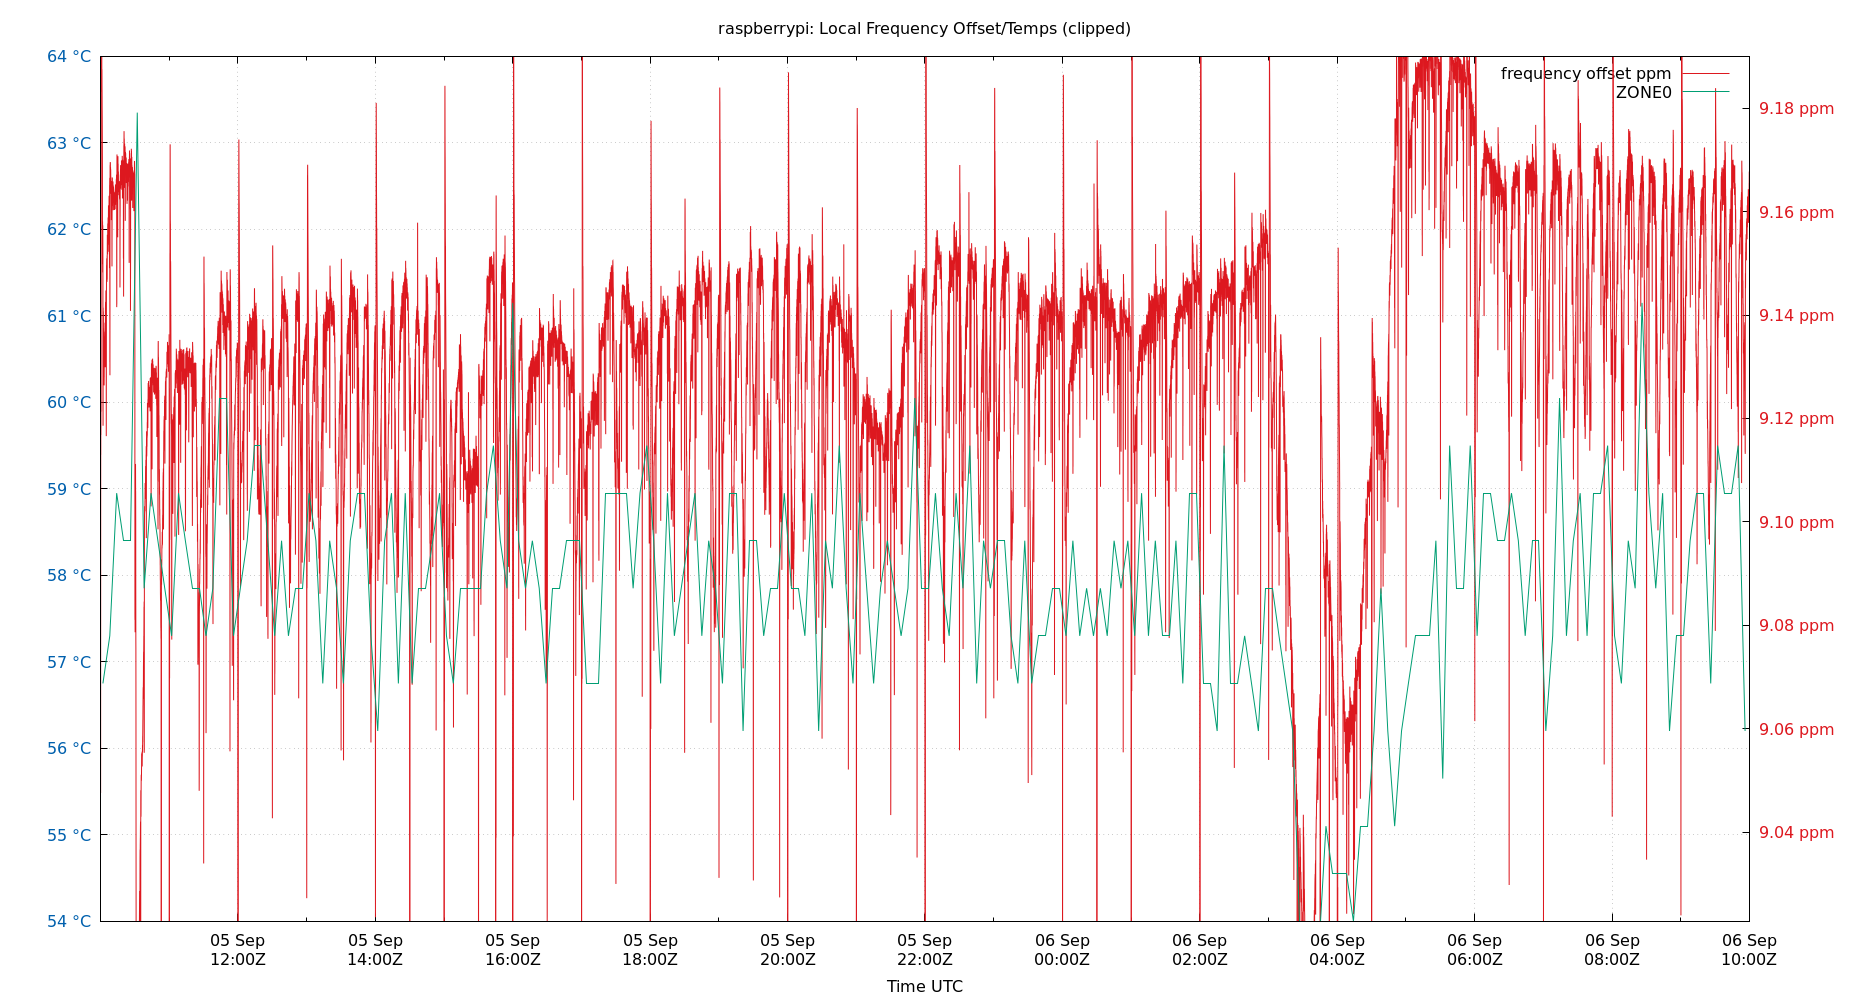 raspberrypi: Local Frequency Offset/Temps (clipped)
frequency offset ppm
ZONE0
64 °C
63 °C
62 °C
61 °C
60 °C
59 °C
58 °C
57 °C
56 °C
55 °C
54 °C
9.18 ppm
9.16 ppm
9.14 ppm
9.12 ppm
9.10 ppm
9.08 ppm
9.06 ppm
9.04 ppm
05 Sep
12:00Z
05 Sep
14:00Z
05 Sep
16:00Z
05 Sep
18:00Z
05 Sep
20:00Z
05 Sep
22:00Z
06 Sep
00:00Z
06 Sep
02:00Z
06 Sep
04:00Z
06 Sep
06:00Z
06 Sep
08:00Z
06 Sep
10:00Z
Time UTC